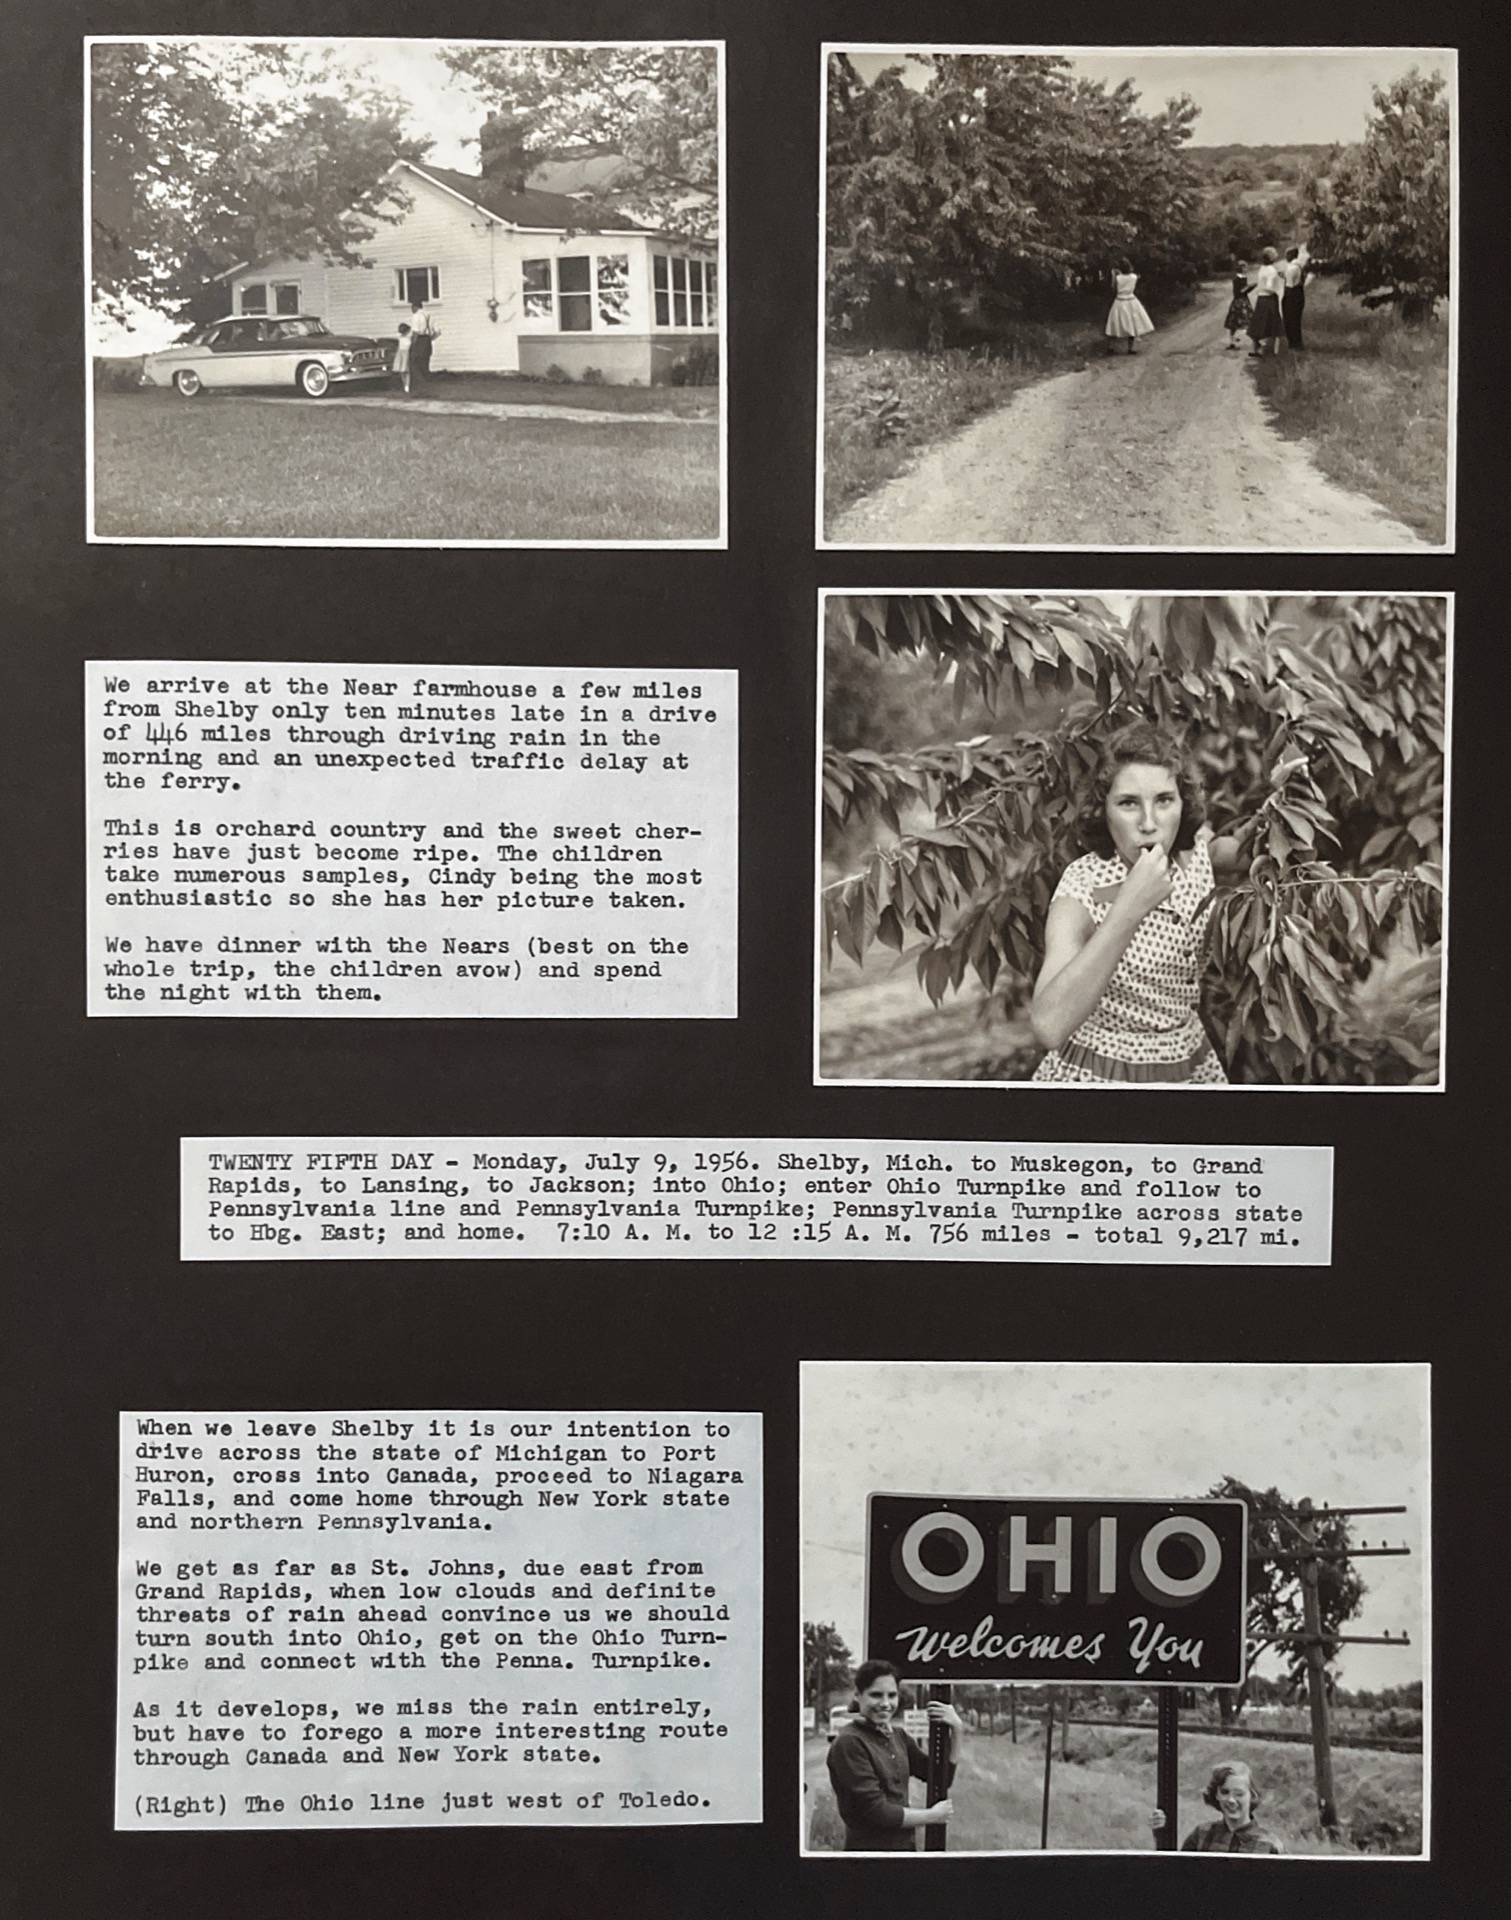 We arrive at the Near farmhouse a few miles
from Shelby only ten minutes late in a drive
of 446 miles through driving rain in the
morning and an unexpected traffic delay at
the ferry.
This is orchard country and the sweet cher-
ries have just become ripe. The children
take numerous samples, Cindy being the most
enthusiastic so she has her picture taken.
We have dinner with the Nears (best on the
whole trip, the children avow) and spend
the night with them.
TWENTY FIFTH DAY - Monday, July 9, 1956. Shelby, Mich. to Muskegon, to Grand
Rapids, to Lansing, to Jackson; into Ohio; enter Ohio Turnpike and follow to
Pennsylvania line and Pennsylvania Turnpike; Pennsylvania Turnpike across state
to Hbg. East; and home. 7:10 A. M. to 12 :15 A. M. 756 miles - total 9,217 mi.
When we leave Shelby it is our intention to
drive across the state of Michigan to Port
Huron, cross into Canada, proceed to Niagara
Falls, and come home through New York state
and northern Pennsylvania.
We get as far as St. Johns, due east from
Grand Rapids, when low clouds and definite
threats of rain ahead convince us we should
turn south into Ohio, get on the Ohio Turn-
pike and connect with the Penna. Turnpike.
As it develops, we miss the rain entirely,
but have to forego a more interesting route
through Canada and New York state.
(Right) The Ohio line just west of Toledo.
OHIO
welcomes You